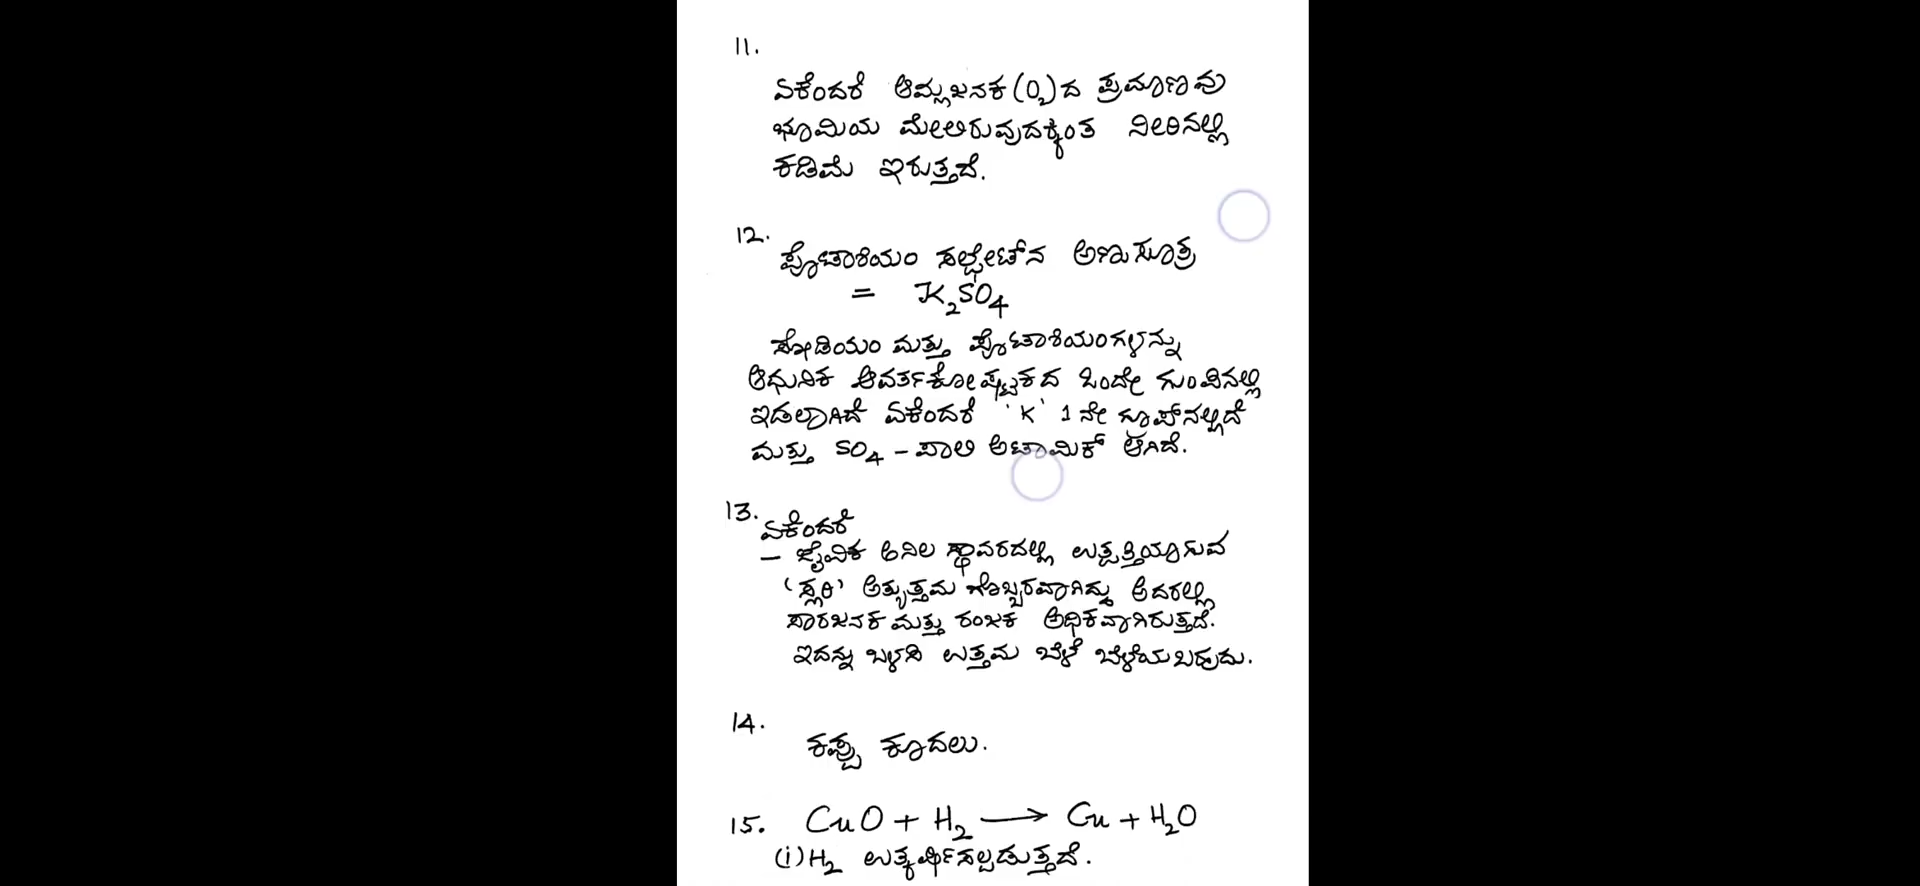 11.
ಏಕೆಂದರೆ ಆಮ್ಲಜನಕ (O₂) ದ ಪ್ರಮಾಣವು
ಭೂಮಿಯ ಮೇಲಿರುವುದಕ್ಕಿಂತ ನೀರಿನಲ್ಲಿ
ಕಡಿಮೆ ಇರುತ್ತದೆ.
12.
ಪೊಟಾಶಿಯಂ ಸಲ್ಫೇಟ್‌ನ ಅಣುಸೂತ್ರ
= K₂SO₄
ಸೋಡಿಯಂ ಮತ್ತು ಪೊಟಾಶಿಯಂಗಳನ್ನು
ಆಧುನಿಕ ಆವರ್ತಕೋಷ್ಟಕದ ಒಂದೇ ಗುಂಪಿನಲ್ಲಿ
ಇಡಲಾಗಿದೆ ಏಕೆಂದರೆ 'K' 1ನೇ ಗ್ರೂಪ್‌ನಲ್ಲಿದೆ
ಮತ್ತು SO₄ - ಪಾಲಿ ಅಟಾಮಿಕ್ ಆಗಿದೆ.
13.
ಏಕೆಂದರೆ
- ಜೈವಿಕ ಅನಿಲ ಸ್ಥಾವರದಲ್ಲಿ ಉತ್ಪತ್ತಿಯಾಗುವ
'ಸ್ಲರಿ' ಅತ್ಯುತ್ತಮ ಗೊಬ್ಬರವಾಗಿದ್ದು ಅದರಲ್ಲಿ
ಸಾರಜನಕ ಮತ್ತು ರಂಜಕ ಅಧಿಕವಾಗಿರುತ್ತದೆ.
ಇದನ್ನು ಬಳಸಿ ಉತ್ತಮ ಬೆಳೆ ಬೆಳೆಯಬಹುದು.
14.
ಕಪ್ಪು ಕೂದಲು.
15. CuO + H₂ ⟶ Cu + H₂O
(i) H₂ ಉತ್ಕರ್ಷಿಸಲ್ಪಡುತ್ತದೆ.